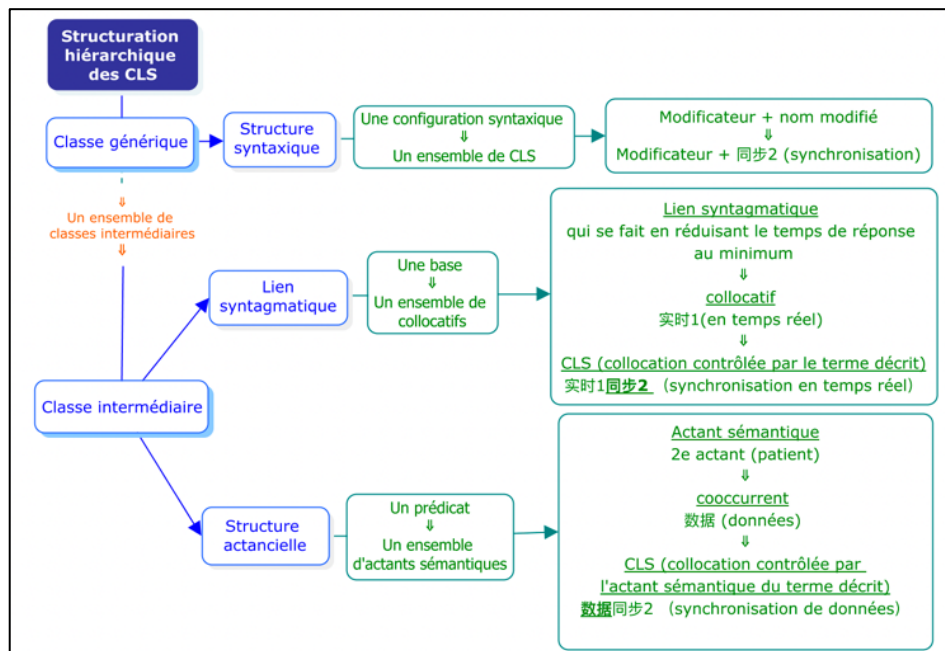 Structuration
hiérarchique
des CLS
Classe générique
Structure
syntaxique
Une configuration syntaxique
⇓
Un ensemble de CLS
Modificateur + nom modifié
⇓
Modificateur + 同步2 (synchronisation)
⇓
Un ensemble de
classes intermédiaires
⇓
Classe intermédiaire
Lien
syntagmatique
Une base
⇓
Un ensemble de
collocatifs
Lien syntagmatique
qui se fait en réduisant le temps de réponse
au minimum
⇓
collocatif
实时1(en temps réel)
⇓
CLS (collocation contrôlée par le terme décrit)
实时1同步2 (synchronisation en temps réel)
Structure
actancielle
Un prédicat
⇓
Un ensemble
d'actants sémantiques
Actant sémantique
2e actant (patient)
⇓
cooccurrent
数据 (données)
⇓
CLS (collocation contrôlée par
l'actant sémantique du terme décrit)
数据同步2 (synchronisation de données)